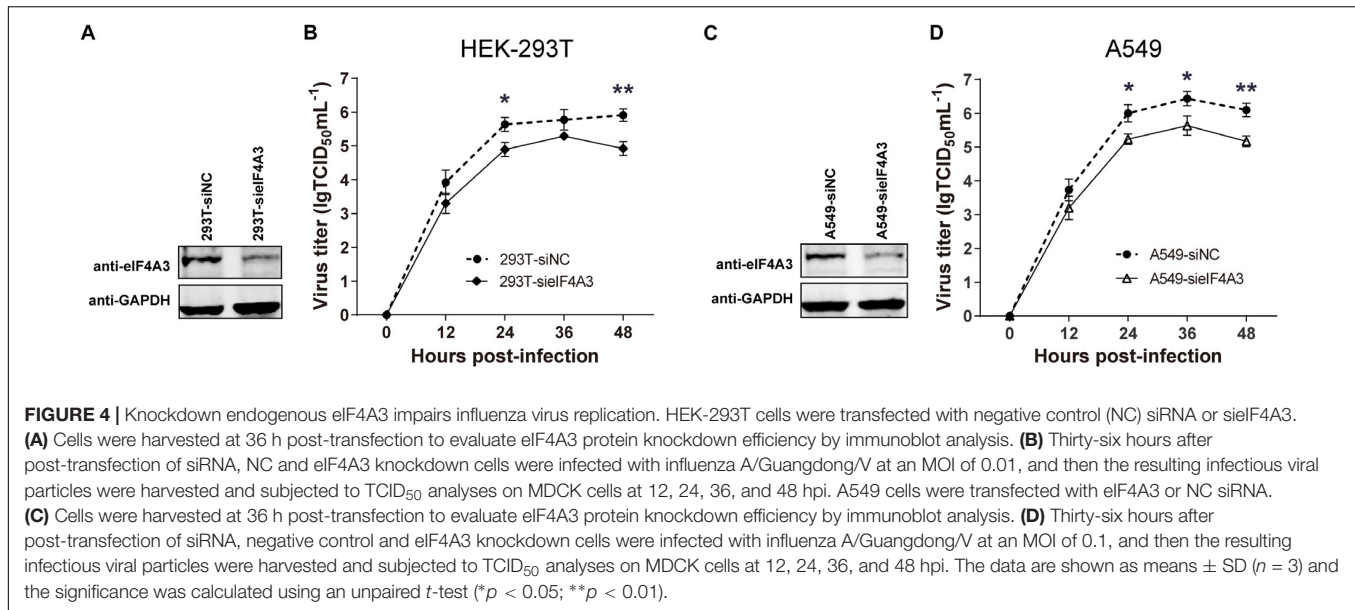 A
293T-siNC
293T-sieIF4A3
anti-eIF4A3
anti-GAPDH
B
HEK-293T
Virus titer (lgTCID50mL-1)
7
6
5
4
3
2
1
0
* **
293T-siNC
293T-sieIF4A3
0 12 24 36 48
Hours post-infection
C
A549-siNC
A549-sieIF4A3
anti-eIF4A3
anti-GAPDH
D
A549
Virus titer (lgTCID50mL-1)
7
6
5
4
3
2
1
0
* * **
A549-siNC
A549-sieIF4A3
0 12 24 36 48
Hours post-infection
FIGURE 4 | Knockdown endogenous eIF4A3 impairs influenza virus replication. HEK-293T cells were transfected with negative control (NC) siRNA or sieIF4A3.
(A) Cells were harvested at 36 h post-transfection to evaluate eIF4A3 protein knockdown efficiency by immunoblot analysis. (B) Thirty-six hours after
post-transfection of siRNA, NC and eIF4A3 knockdown cells were infected with influenza A/Guangdong/V at an MOI of 0.01, and then the resulting infectious viral
particles were harvested and subjected to TCID50 analyses on MDCK cells at 12, 24, 36, and 48 hpi. A549 cells were transfected with eIF4A3 or NC siRNA.
(C) Cells were harvested at 36 h post-transfection to evaluate eIF4A3 protein knockdown efficiency by immunoblot analysis. (D) Thirty-six hours after
post-transfection of siRNA, negative control and eIF4A3 knockdown cells were infected with influenza A/Guangdong/V at an MOI of 0.1, and then the resulting
infectious viral particles were harvested and subjected to TCID50 analyses on MDCK cells at 12, 24, 36, and 48 hpi. The data are shown as means ± SD (n = 3) and
the significance was calculated using an unpaired t-test (*p < 0.05; **p < 0.01).